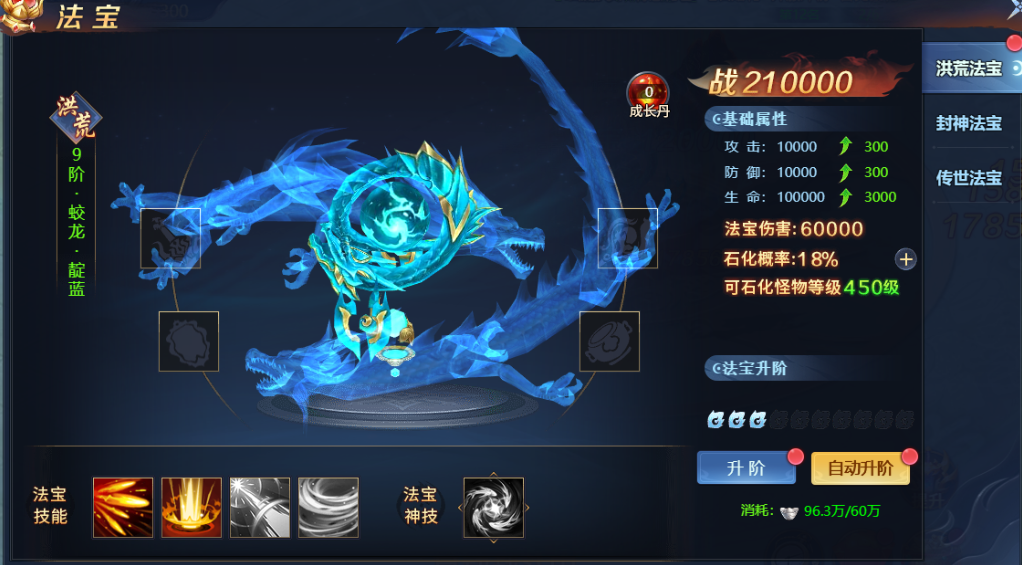 法宝
洪荒
9阶·蛟龙·靛蓝
0
成长丹
战210000
基础属性
攻击: 10000 300
防御: 10000 300
生命: 100000 3000
法宝伤害:60000
石化概率:18%
可石化怪物等级450级
法宝升阶
升阶
自动升阶
消耗: 96.3万/60万
法宝技能
法宝神技
洪荒法宝
封神法宝
传世法宝